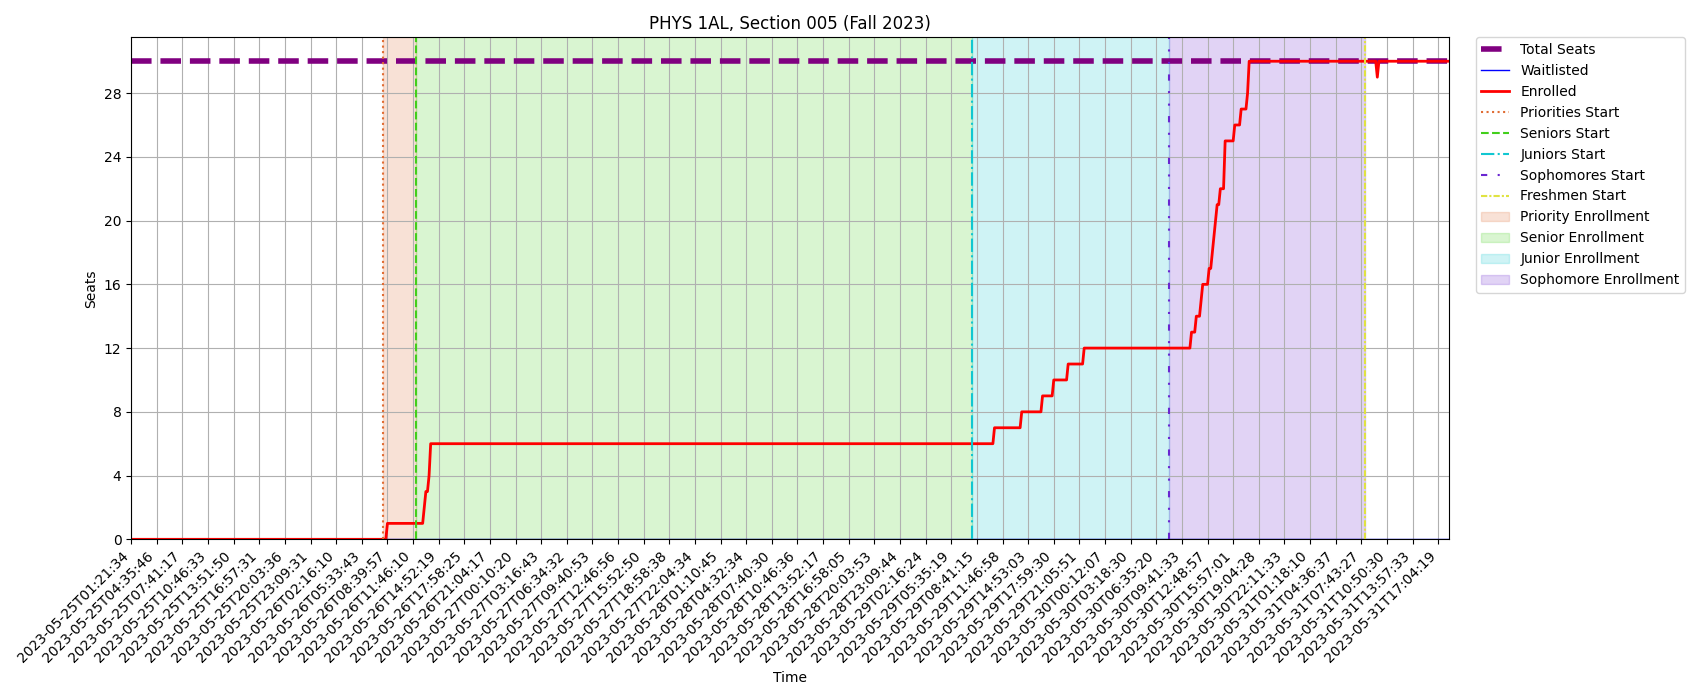 PHYS 1AL, Section 005 (Fall 2023)
Total Seats
Waitlisted
Enrolled
Priorities Start
Seniors Start
Juniors Start
Sophomores Start
Freshmen Start
Priority Enrollment
Senior Enrollment
Junior Enrollment
Sophomore Enrollment
Seats
28
24
20
16
12
8
4
0
2023-05-25T01:21:34
2023-05-25T04:35:46
2023-05-25T07:41:17
2023-05-25T10:46:33
2023-05-25T13:51:50
2023-05-25T16:57:31
2023-05-25T20:03:36
2023-05-25T23:09:31
2023-05-26T02:16:10
2023-05-26T05:33:43
2023-05-26T08:39:57
2023-05-26T11:46:10
2023-05-26T14:52:19
2023-05-26T17:58:25
2023-05-26T21:04:17
2023-05-27T00:10:20
2023-05-27T03:16:43
2023-05-27T06:34:32
2023-05-27T09:40:53
2023-05-27T12:46:56
2023-05-27T15:52:50
2023-05-27T18:58:38
2023-05-27T22:04:34
2023-05-28T01:10:45
2023-05-28T04:32:34
2023-05-28T07:40:30
2023-05-28T10:46:36
2023-05-28T13:52:17
2023-05-28T16:58:05
2023-05-28T20:03:53
2023-05-28T23:09:44
2023-05-29T02:16:24
2023-05-29T05:35:19
2023-05-29T08:41:15
2023-05-29T11:46:58
2023-05-29T14:53:03
2023-05-29T17:59:30
2023-05-29T21:05:51
2023-05-30T00:12:07
2023-05-30T03:18:30
2023-05-30T06:35:20
2023-05-30T09:41:33
2023-05-30T12:48:57
2023-05-30T15:57:01
2023-05-30T19:04:28
2023-05-30T22:11:33
2023-05-31T01:18:10
2023-05-31T04:36:37
2023-05-31T07:43:27
2023-05-31T10:50:30
2023-05-31T13:57:33
2023-05-31T17:04:19
Time